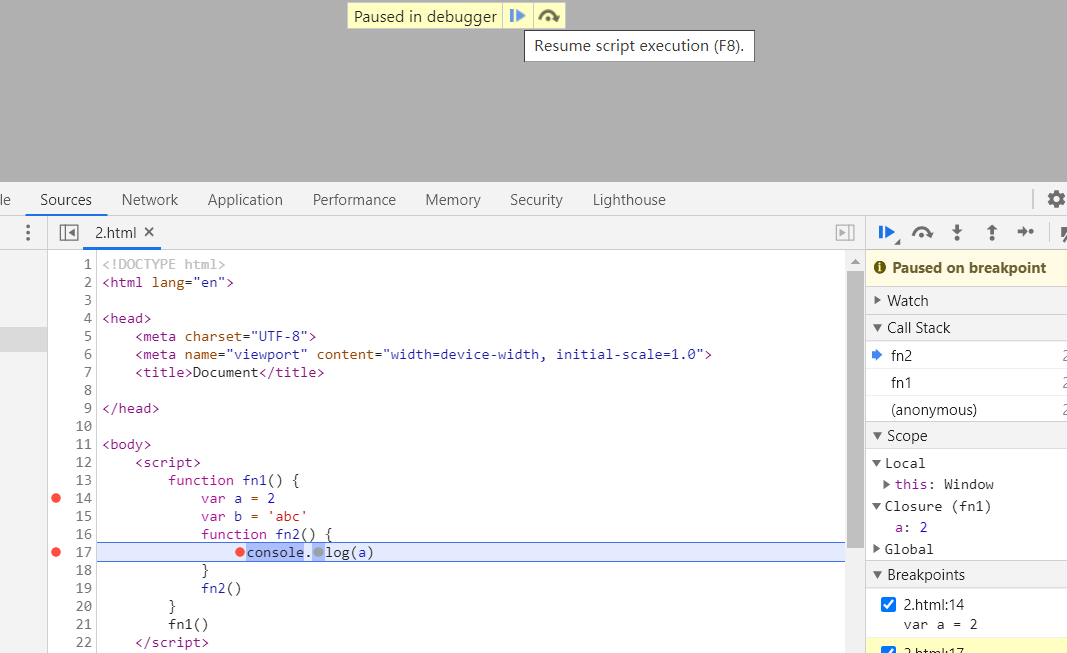 Paused in debugger
Resume script execution (F8).
le Sources Network Application Performance Memory Security Lighthouse
2.html
1 <!DOCTYPE html>
2 <html lang="en">
3
4 <head>
5 <meta charset="UTF-8">
6 <meta name="viewport" content="width=device-width, initial-scale=1.0">
7 <title>Document</title>
8
9 </head>
10
11 <body>
12 <script>
13 function fn1() {
14 var a = 2
15 var b = 'abc'
16 function fn2() {
17 console.log(a)
18 }
19 fn2()
20 }
21 fn1()
22 </script>
Paused on breakpoint
Watch
Call Stack
fn2 2
fn1 2
(anonymous) 2
Scope
Local
this: Window
Closure (fn1)
a: 2
Global
Breakpoints
2.html:14
var a = 2
2.html:17